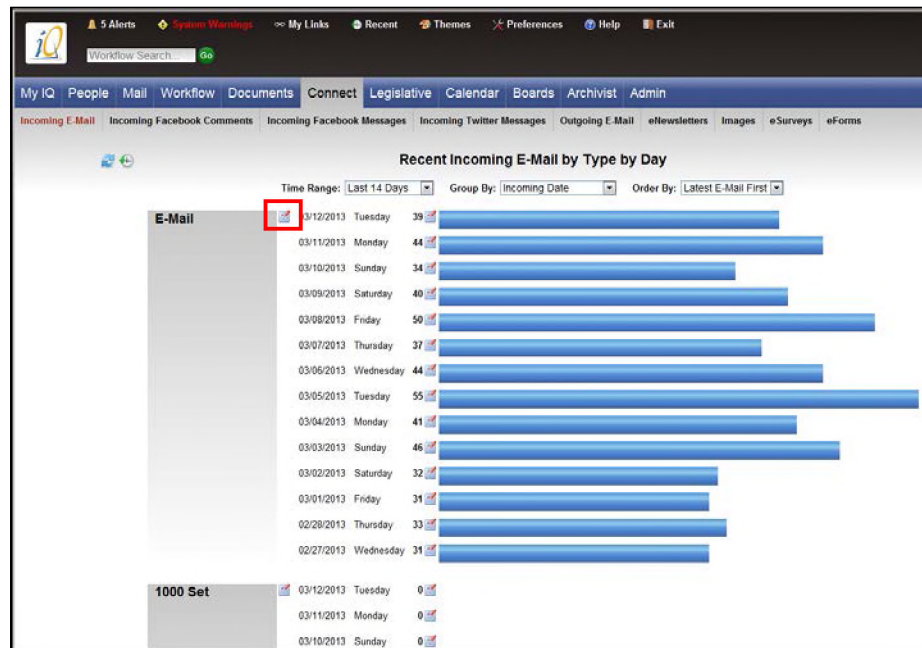 iQ
5 Alerts System Warnings My Links Recent Themes Preferences Help Exit
Workflow Search... Go
My IQ People Mail Workflow Documents Connect Legislative Calendar Boards Archivist Admin
Incoming E-Mail Incoming Facebook Comments Incoming Facebook Messages Incoming Twitter Messages Outgoing E-Mail eNewsletters Images eSurveys eForms
Recent Incoming E-Mail by Type by Day
Time Range: Last 14 Days Group By: Incoming Date Order By: Latest E-Mail First
E-Mail 03/12/2013 Tuesday 39
03/11/2013 Monday 44
03/10/2013 Sunday 34
03/09/2013 Saturday 40
03/08/2013 Friday 50
03/07/2013 Thursday 37
03/06/2013 Wednesday 44
03/05/2013 Tuesday 55
03/04/2013 Monday 41
03/03/2013 Sunday 46
03/02/2013 Saturday 32
03/01/2013 Friday 31
02/28/2013 Thursday 33
02/27/2013 Wednesday 31
1000 Set 03/12/2013 Tuesday 0
03/11/2013 Monday 0
03/10/2013 Sunday 0